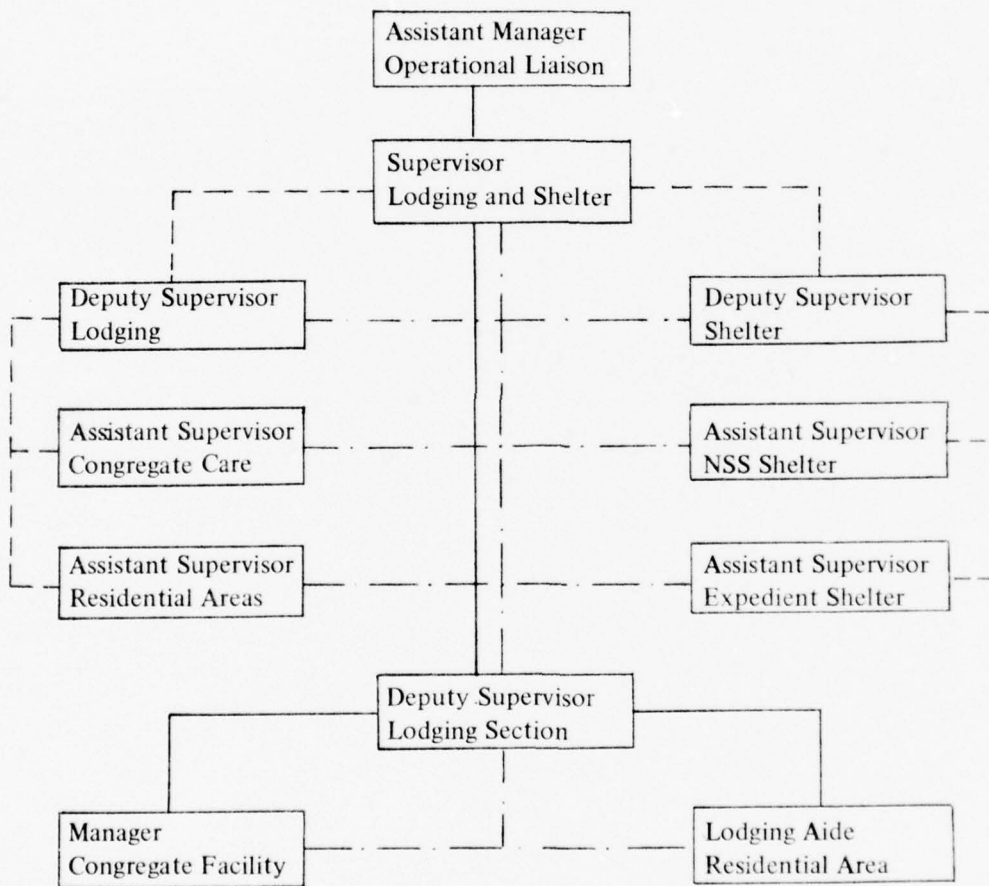 Assistant Manager
Operational Liaison
Supervisor
Lodging and Shelter
Deputy Supervisor
Lodging
Deputy Supervisor
Shelter
Assistant Supervisor
Congregate Care
Assistant Supervisor
NSS Shelter
Assistant Supervisor
Residential Areas
Assistant Supervisor
Expedient Shelter
Deputy Supervisor
Lodging Section
Manager
Congregate Facility
Lodging Aide
Residential Area